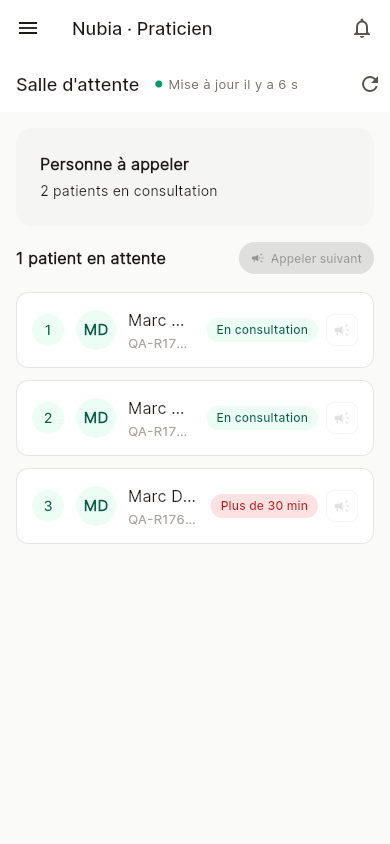 Nubia · Praticien
Salle d'attente
Mise à jour il y a 6 s
Personne à appeler
2 patients en consultation
1 patient en attente
Appeler suivant
1
MD
Marc ...
QA-R17...
En consultation
2
MD
Marc ...
QA-R17...
En consultation
3
MD
Marc D...
QA-R176...
Plus de 30 min